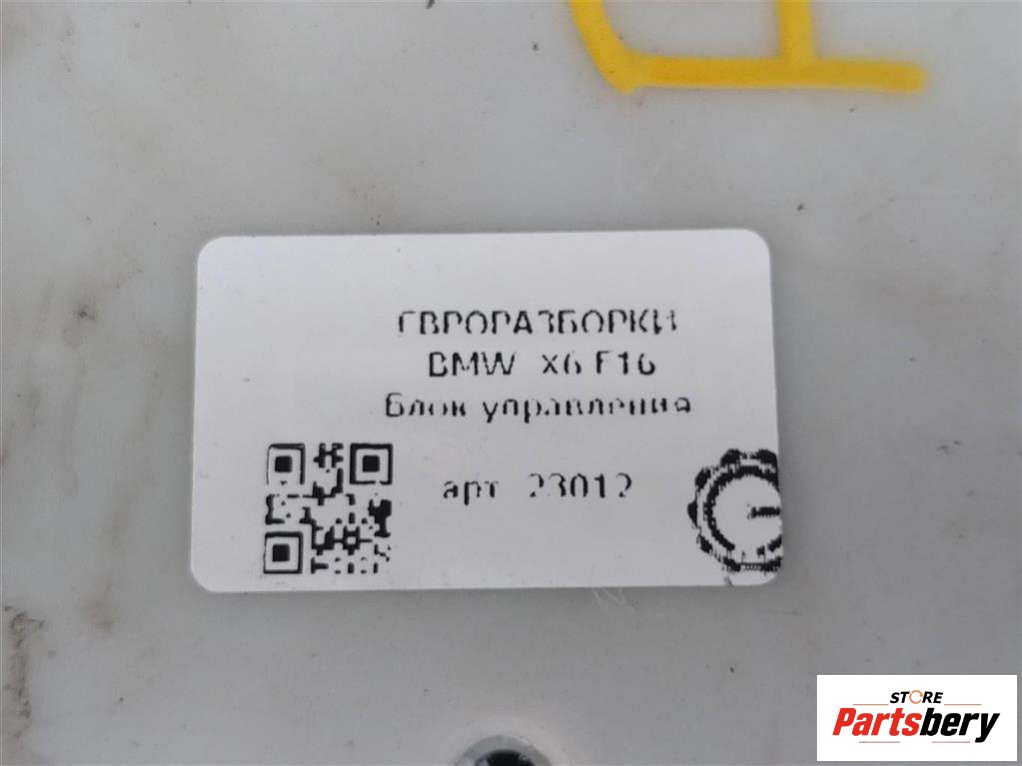 ЕВРОРАЗБОРКИ
BMW X6 F16
Блок управления
арт. 23012
STORE
Partsbery